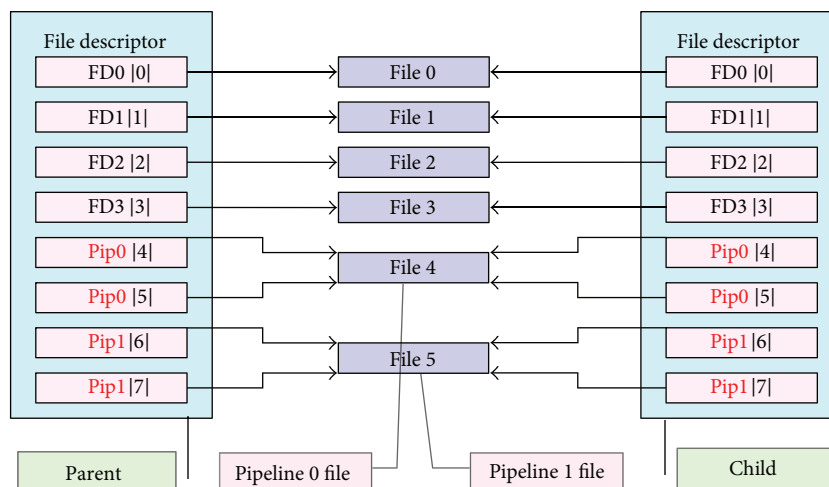 File descriptor
File descriptor
FD0 |0|
File 0
FD0 |0|
FD1|1|
File 1
FD1|1|
FD2 |2|
File 2
FD2 |2|
FD3 |3|
File 3
FD3 |3|
Pip0 |4|
File 4
Pip0 |4|
Pip0 |5|
Pip0 |5|
Pip1|6|
File 5
Pip1|6|
Pip1|7|
Pip1|7|
Parent
Pipeline 0 file
Pipeline 1 file
Child